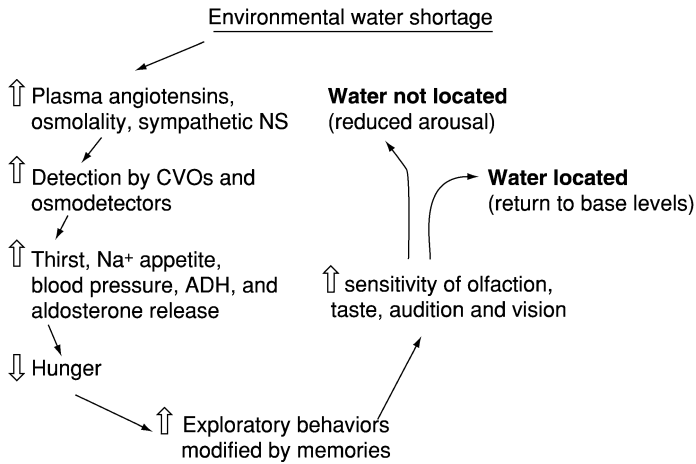 Environmental water shortage
Plasma angiotensins,
osmolality, sympathetic NS
Detection by CVOs and
osmodetectors
Thirst, Na⁺ appetite,
blood pressure, ADH, and
aldosterone release
Hunger
Exploratory behaviors
modified by memories
sensitivity of olfaction,
taste, audition and vision
Water not located
(reduced arousal)
Water located
(return to base levels)